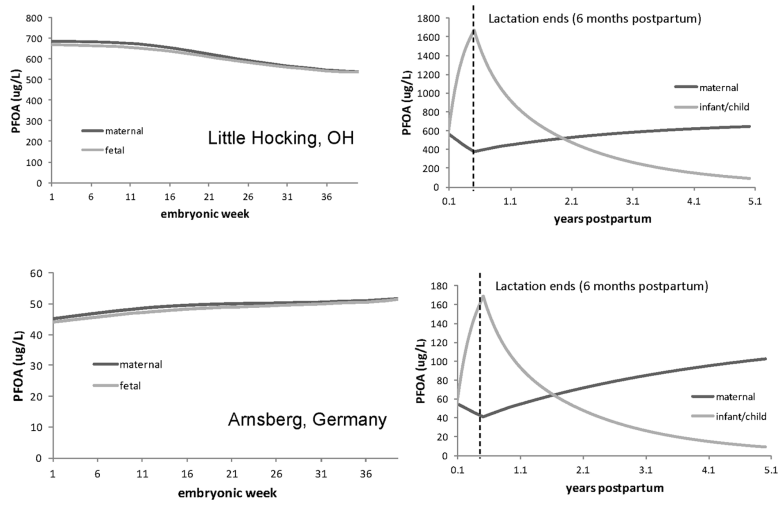 800
700
600
500
400
300
200
100
0
PFOA (ug/L)
maternal
fetal
Little Hocking, OH
1 6 11 16 21 26 31 36
embryonic week
Lactation ends (6 months postpartum)
1800
1600
1400
1200
1000
800
600
400
200
0
PFOA (ug/L)
maternal
infant/child
0.1 1.1 2.1 3.1 4.1 5.1
years postpartum
60
50
40
30
20
10
0
PFOA (ug/L)
maternal
fetal
Arnsberg, Germany
1 6 11 16 21 26 31 36
embryonic week
Lactation ends (6 months postpartum)
180
160
140
120
100
80
60
40
20
0
PFOA (ug/L)
maternal
infant/child
0.1 1.1 2.1 3.1 4.1 5.1
years postpartum